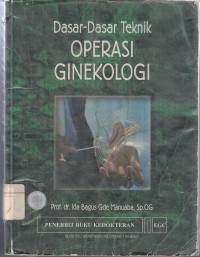 Dasar-Dasar Teknik
OPERASI
GINEKOLOGI
Prof. dr. Ida Bagus Gde Manuaba, Sp.OG
PENERBIT BUKU KEDOKTERAN EGC